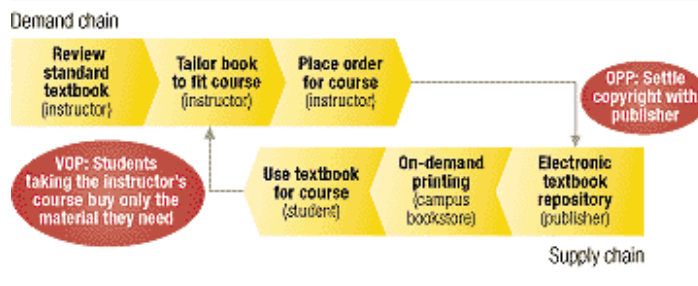 Demand chain
Review
standard
textbook
(instructor)
Tailor book
to fit course
(instructor)
Place order
for course
(instructor)
OPP: Settle
copyright with
publisher
VOP: Students
taking the instructor's
course buy only the
material they need
Use textbook
for course
(student)
On-demand
printing
(campus
bookstore)
Electronic
textbook
repository
(publisher)
Supply chain